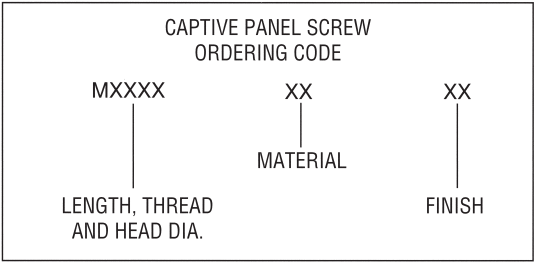 CAPTIVE PANEL SCREW
ORDERING CODE
MXXXX XX XX
MATERIAL
LENGTH, THREAD
AND HEAD DIA.
FINISH